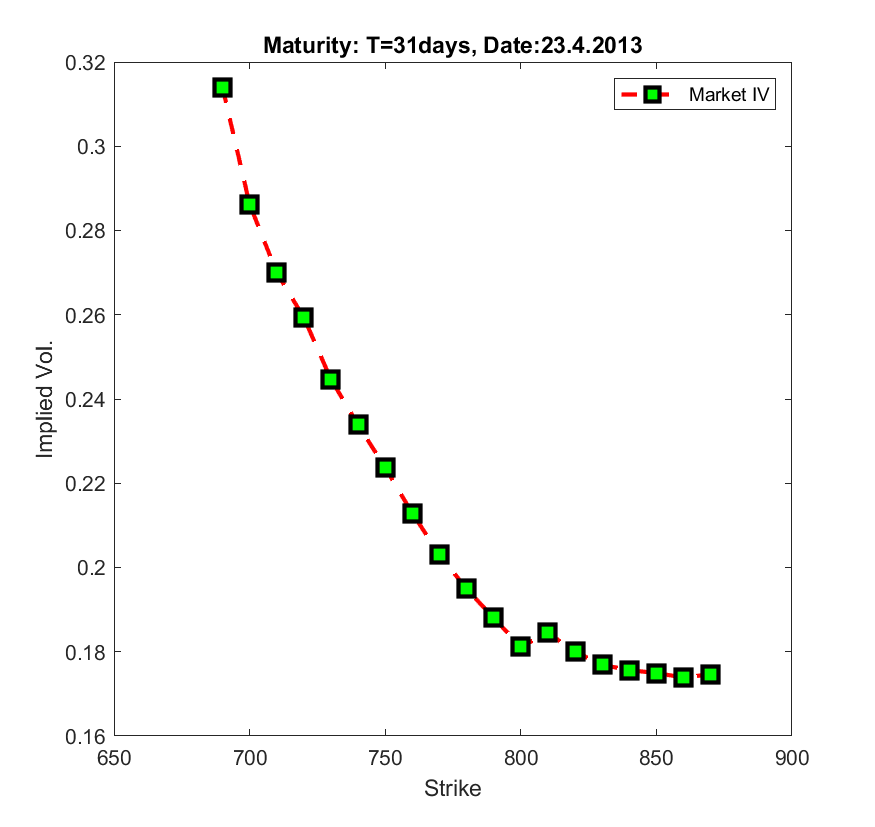 Maturity: T=31days, Date:23.4.2013
Market IV
0.32
0.3
0.28
0.26
0.24
0.22
0.2
0.18
0.16
Implied Vol.
650 700 750 800 850 900
Strike